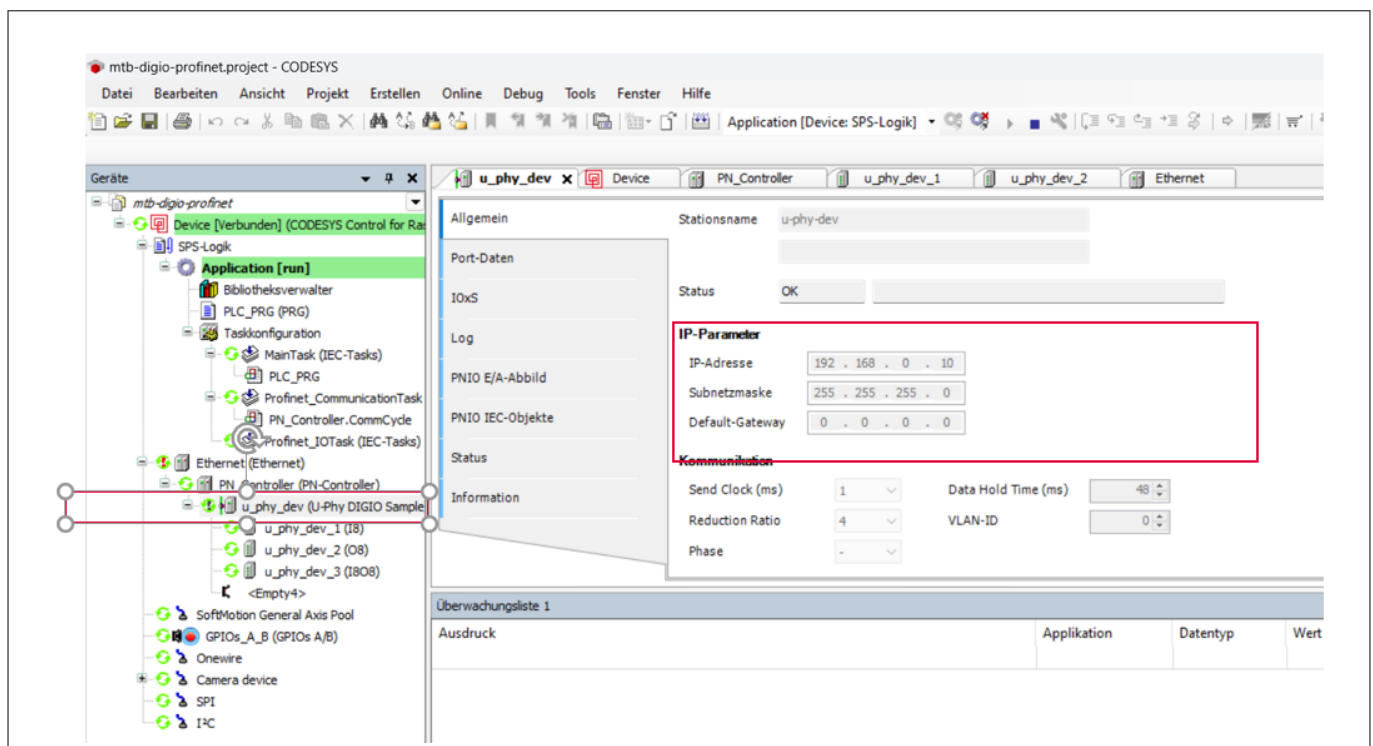 mtb-digio-profinet.project - CODESYS
Datei Bearbeiten Ansicht Projekt Erstellen Online Debug Tools Fenster Hilfe
Application [Device: SPS-Logik]
Geräte
mtb-digio-profinet
Device [Verbunden] (CODESYS Control for Ras
SPS-Logik
Application [run]
Bibliotheksverwalter
PLC_PRG (PRG)
Taskkonfiguration
MainTask (IEC-Tasks)
PLC_PRG
Profinet_CommunicationTask
PN_Controller.CommCycle
Profinet_IOTask (IEC-Tasks)
Ethernet (Ethernet)
PN_Controller (PN-Controller)
u_phy_dev (U-Phy DIGIO Sample
u_phy_dev_1 (I8)
u_phy_dev_2 (O8)
u_phy_dev_3 (I8O8)
<Empty4>
SoftMotion General Axis Pool
GPIOs_A_B (GPIOs A/B)
Onewire
Camera device
SPI
I²C
u_phy_dev Device PN_Controller u_phy_dev_1 u_phy_dev_2 Ethernet
Allgemein
Port-Daten
IOxS
Log
PNIO E/A-Abbild
PNIO IEC-Objekte
Status
Information
Stationsname u-phy-dev
Status OK
IP-Parameter
IP-Adresse 192 . 168 . 0 . 10
Subnetzmaske 255 . 255 . 255 . 0
Default-Gateway 0 . 0 . 0 . 0
Kommunikation
Send Clock (ms) 1 Data Hold Time (ms) 48
Reduction Ratio 4 VLAN-ID 0
Phase -
Überwachungsliste 1
Ausdruck Applikation Datentyp Wert